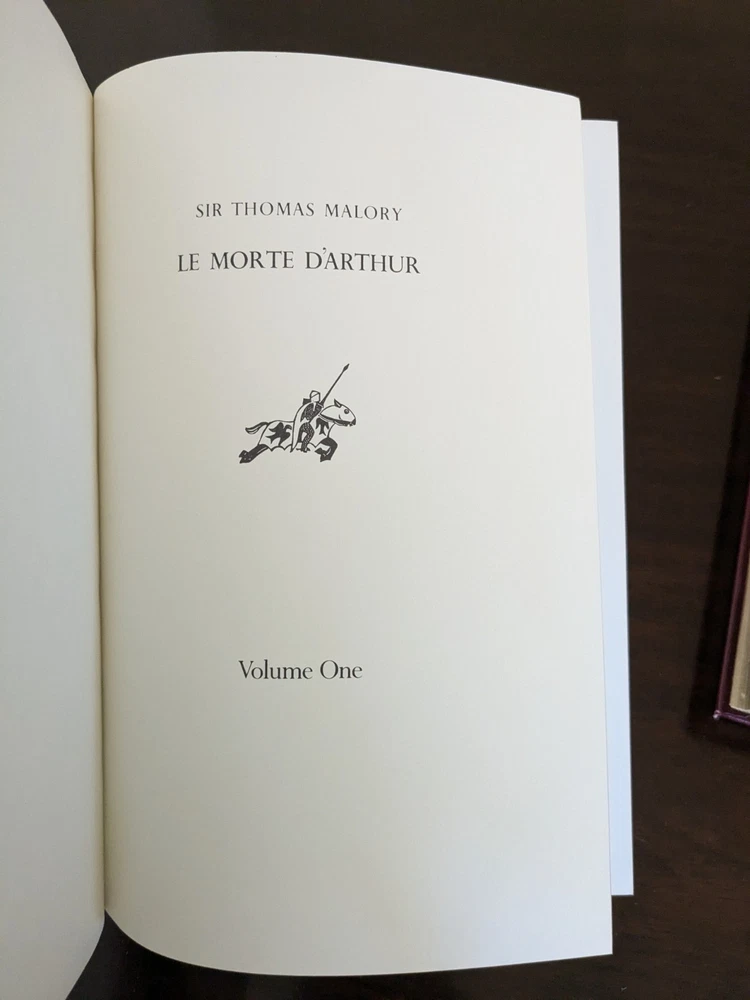 SIR THOMAS MALORY
LE MORTE D'ARTHUR
Volume One